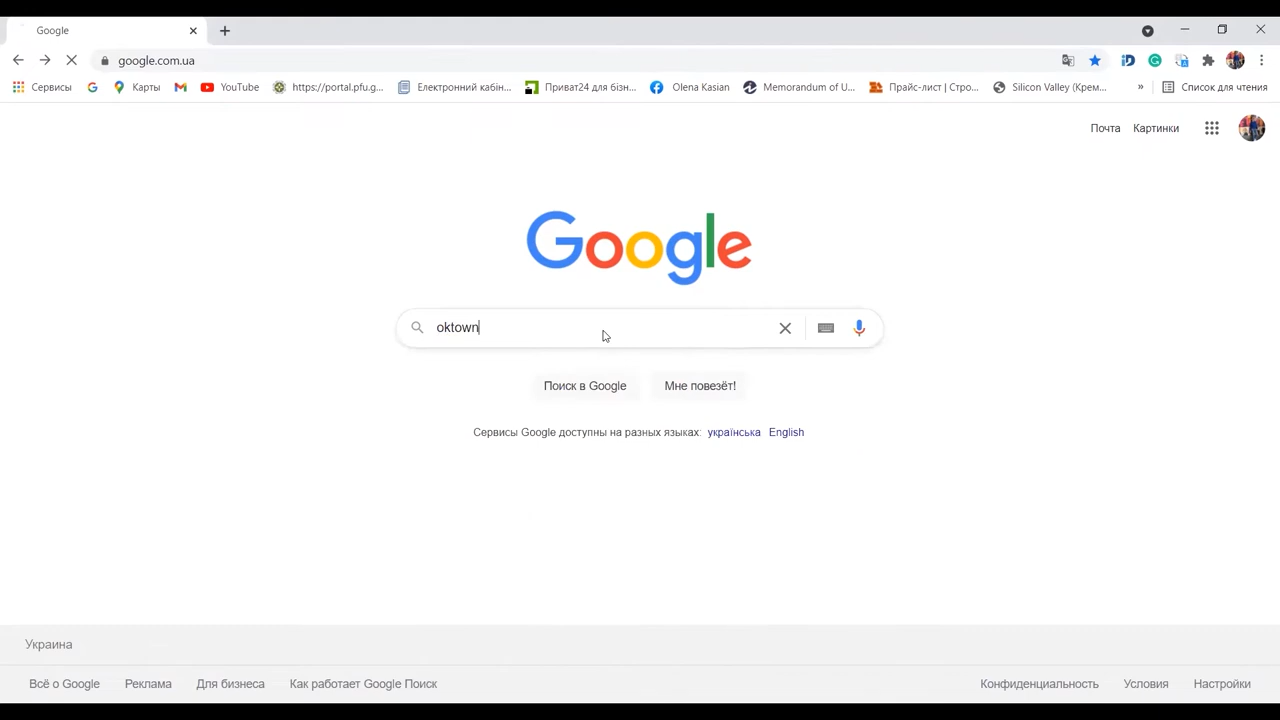 Google
google.com.ua
Сервисы Карты YouTube https://portal.pfu.g... Електронний кабін... Приват24 для бізн... Olena Kasian Memorandum of U... Прайс-лист | Стро... Silicon Valley (Крем... » Список для чтения
Почта Картинки
Google
oktown
Поиск в Google Мне повезёт!
Сервисы Google доступны на разных языках: українська English
Украина
Всё о Google Реклама Для бизнеса Как работает Google Поиск Конфиденциальность Условия Настройки